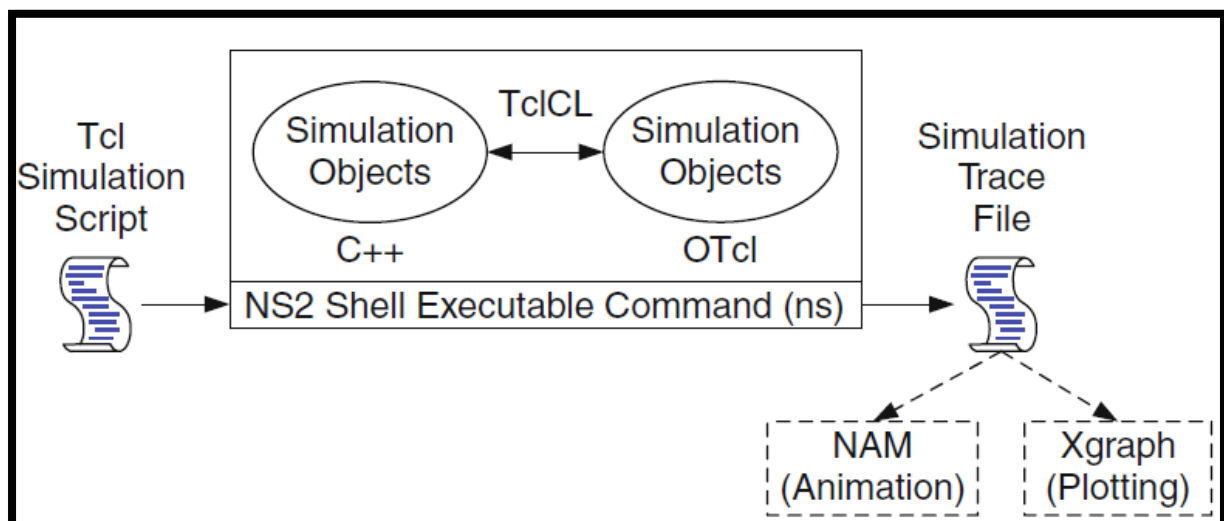 Tcl
Simulation
Script
TclCL
Simulation
Objects
Simulation
Objects
C++
OTcl
NS2 Shell Executable Command (ns)
Simulation
Trace
File
NAM
(Animation)
Xgraph
(Plotting)